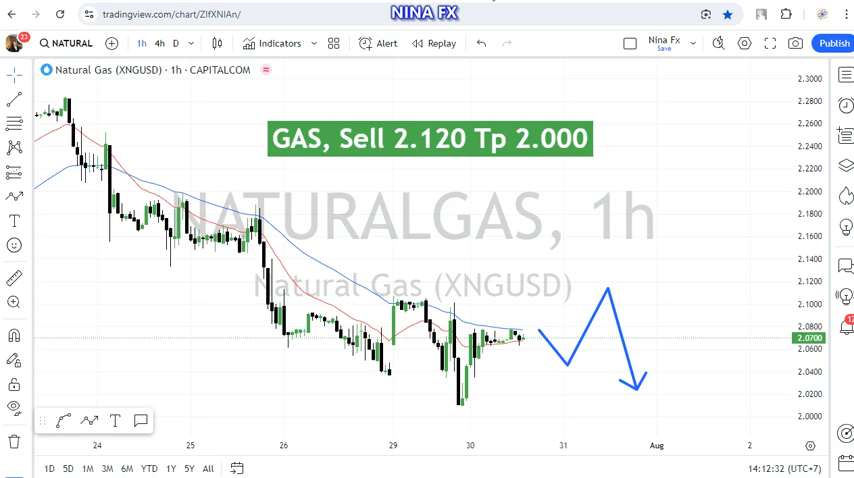 NINA FX
tradingview.com/chart/ZIfXNIAn/
23
NATURAL
1h 4h D
Indicators
Alert
Replay
Nina Fx
Save
Publish
Natural Gas (XNGUSD) · 1h · CAPITALCOM
GAS, Sell 2.120 Tp 2.000
NATURALGAS, 1h
Natural Gas (XNGUSD)
2.3000
2.2800
2.2600
2.2400
2.2200
2.2000
2.1800
2.1600
2.1400
2.1200
2.1000
2.0800
2.0700
2.0600
2.0400
2.0200
2.0000
12
24 25 26 29 30 31 Aug 2
1D 5D 1M 3M 6M YTD 1Y 5Y All
14:12:32 (UTC+7)